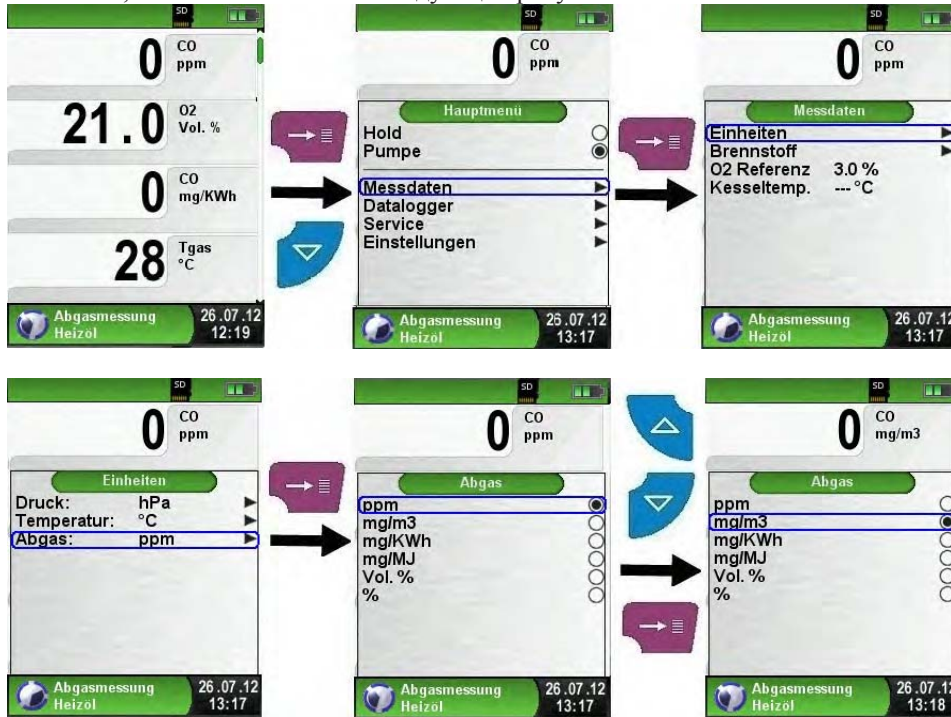 SD
0 CO ppm
21.0 O2 Vol. %
0 CO mg/KWh
28 Tgas °C
Abgasmessung 26.07.12
Heizöl 12:19
SD
0 CO ppm
Hauptmenü
Hold
Pumpe
Messdaten
Datalogger
Service
Einstellungen
Abgasmessung 26.07.12
Heizöl 13:17
SD
0 CO ppm
Messdaten
Einheiten
Brennstoff
O2 Referenz 3.0 %
Kesseltemp. --- °C
Abgasmessung 26.07.12
Heizöl 13:17
SD
0 CO ppm
Einheiten
Druck: hPa
Temperatur: °C
Abgas: ppm
Abgasmessung 26.07.12
Heizöl 13:17
SD
0 CO ppm
Abgas
ppm
mg/m3
mg/KWh
mg/MJ
Vol. %
%
Abgasmessung 26.07.12
Heizöl 13:17
SD
0 CO mg/m3
Abgas
ppm
mg/m3
mg/KWh
mg/MJ
Vol. %
%
Abgasmessung 26.07.12
Heizöl 13:18